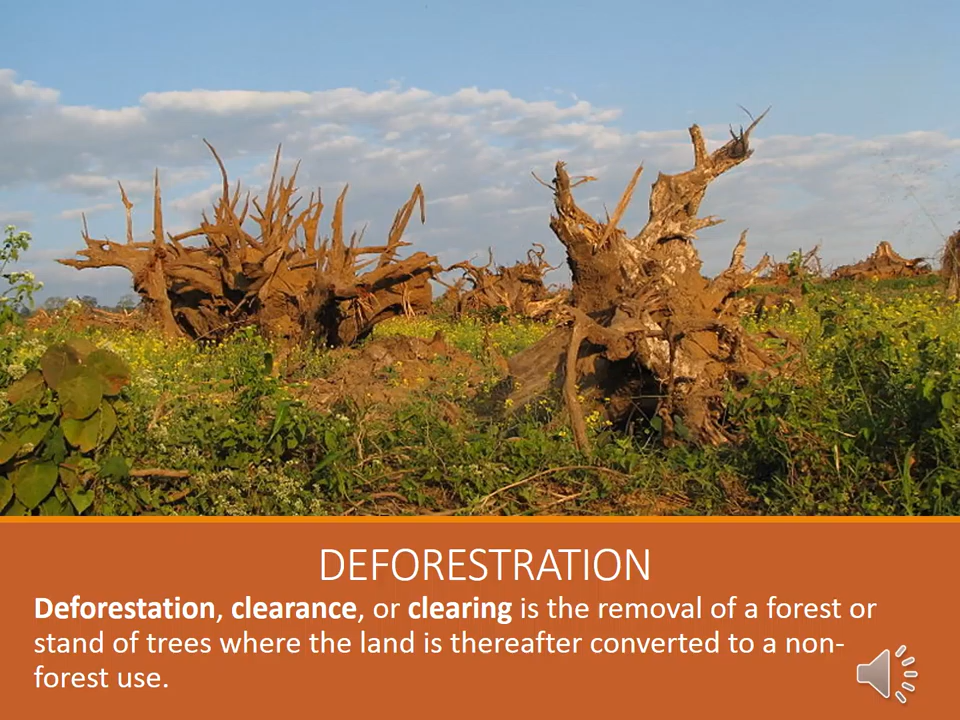 DEFORESTRATION
Deforestation, clearance, or clearing is the removal of a forest or
stand of trees where the land is thereafter converted to a non-
forest use.